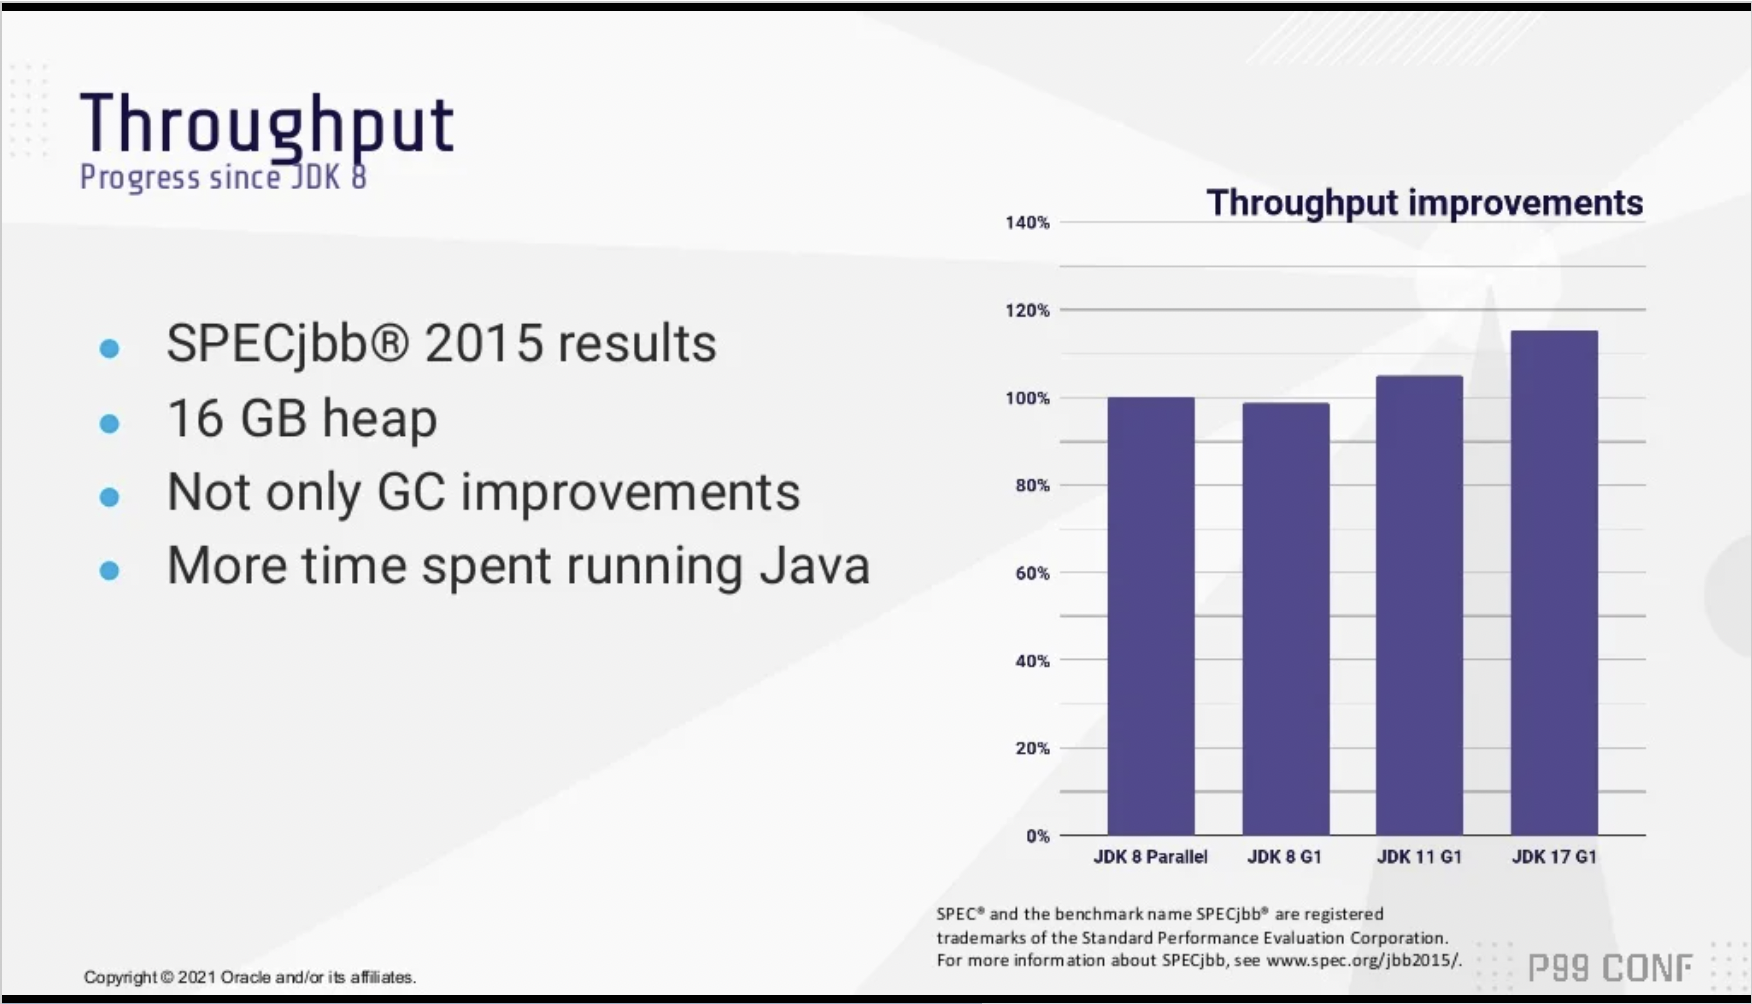 Throughput
Progress since JDK 8
SPECjbb® 2015 results
16 GB heap
Not only GC improvements
More time spent running Java
Throughput improvements
140%
120%
100%
80%
60%
40%
20%
0%
JDK 8 Parallel
JDK 8 G1
JDK 11 G1
JDK 17 G1
SPEC® and the benchmark name SPECjbb® are registered
trademarks of the Standard Performance Evaluation Corporation.
For more information about SPECjbb, see www.spec.org/jbb2015/.
Copyright © 2021 Oracle and/or its affiliates.
P99 CONF